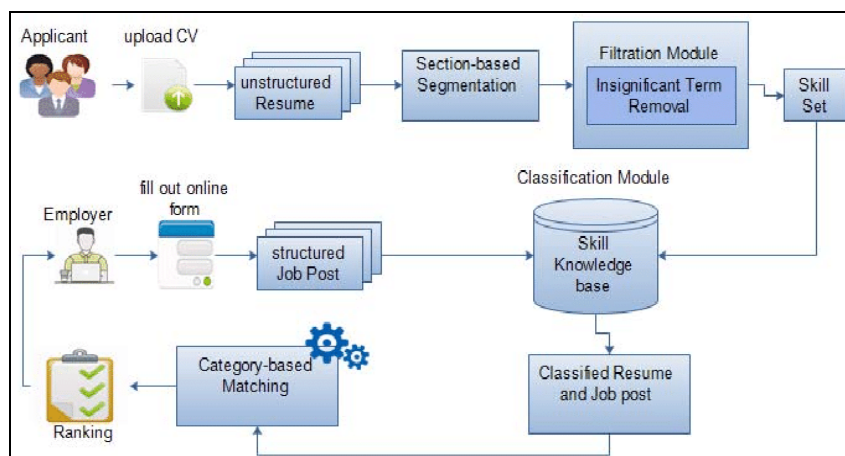 Applicant
upload CV
unstructured
Resume
Section-based
Segmentation
Filtration Module
Insignificant Term
Removal
Skill
Set
Employer
fill out online
form
structured
Job Post
Classification Module
Skill
Knowledge
base
Classified Resume
and Job post
Category-based
Matching
Ranking